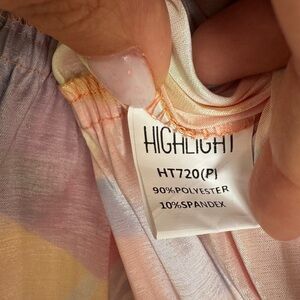 HIGHLIGHT
HT720(P)
90%POLYESTER
10%SPANDEX